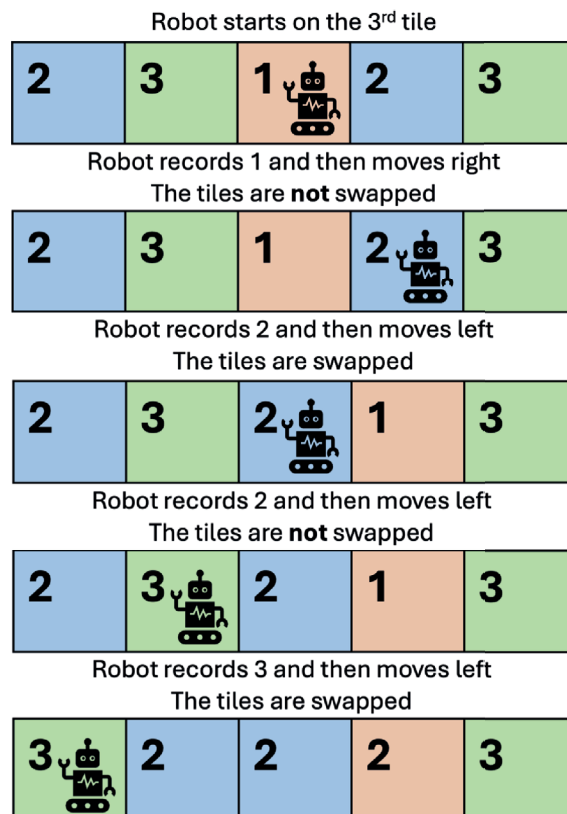 Robot starts on the 3rd tile
2 3 1 2 3
Robot records 1 and then moves right
The tiles are not swapped
2 3 1 2 3
Robot records 2 and then moves left
The tiles are swapped
2 3 2 1 3
Robot records 2 and then moves left
The tiles are not swapped
2 3 2 1 3
Robot records 3 and then moves left
The tiles are swapped
3 2 2 2 3